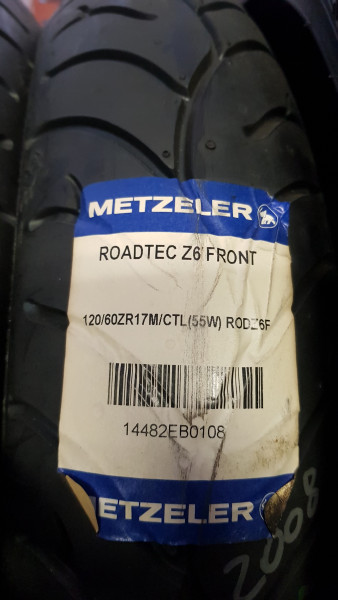 METZELER
ROADTEC Z6 FRONT
120/60ZR17M/CTL(55W) RODZ6F
14482EB0108
METZELER
2008